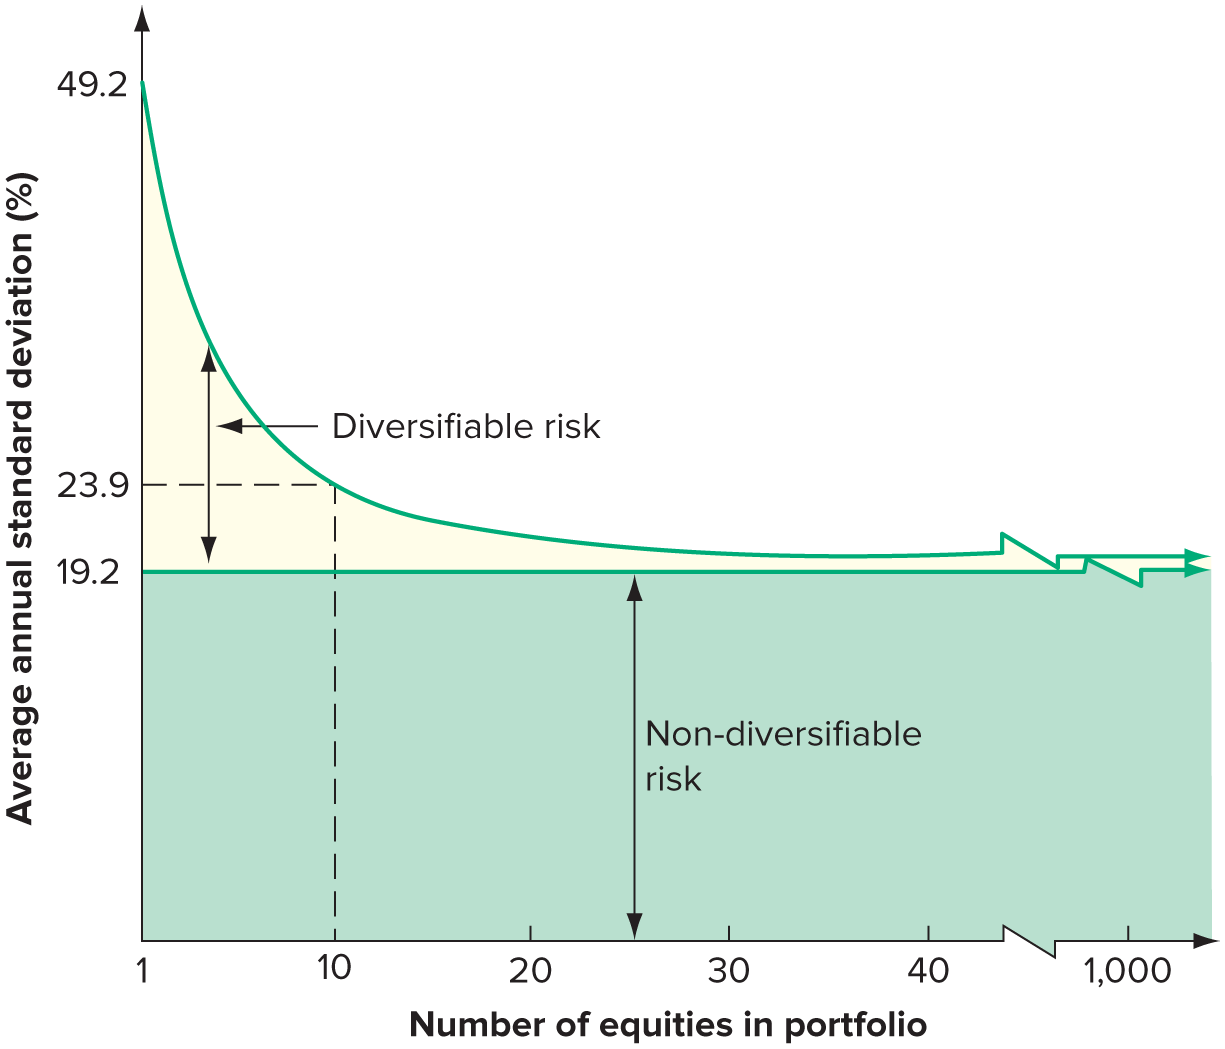 Average annual standard deviation (%)
49.2
23.9
19.2
Diversifiable risk
Non-diversifiable
risk
1
10
20
30
40
1,000
Number of equities in portfolio